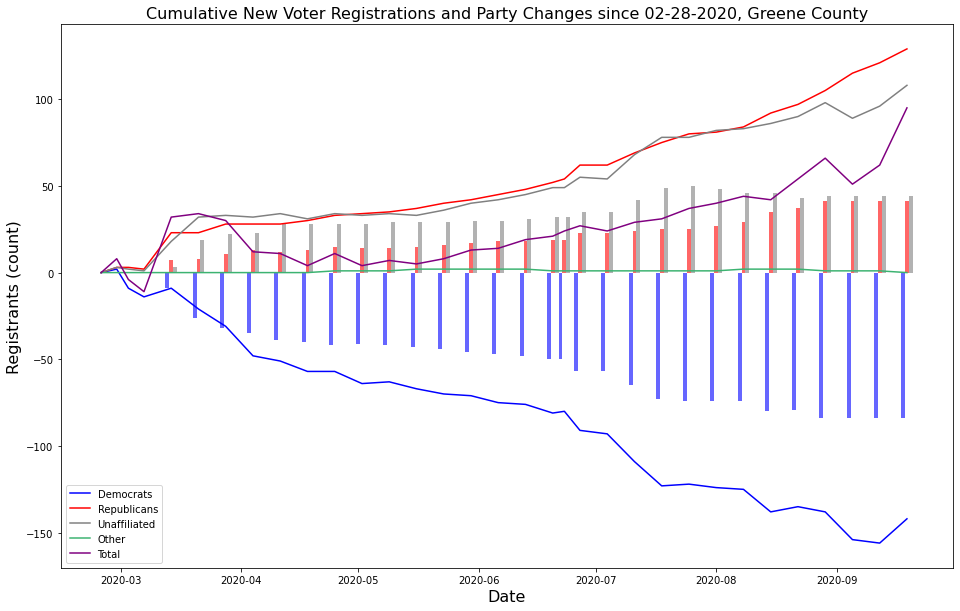 Cumulative New Voter Registrations and Party Changes since 02-28-2020, Greene County
Registrants (count)
100
50
0
−50
−100
−150
Democrats
Republicans
Unaffiliated
Other
Total
2020-03 2020-04 2020-05 2020-06 2020-07 2020-08 2020-09
Date